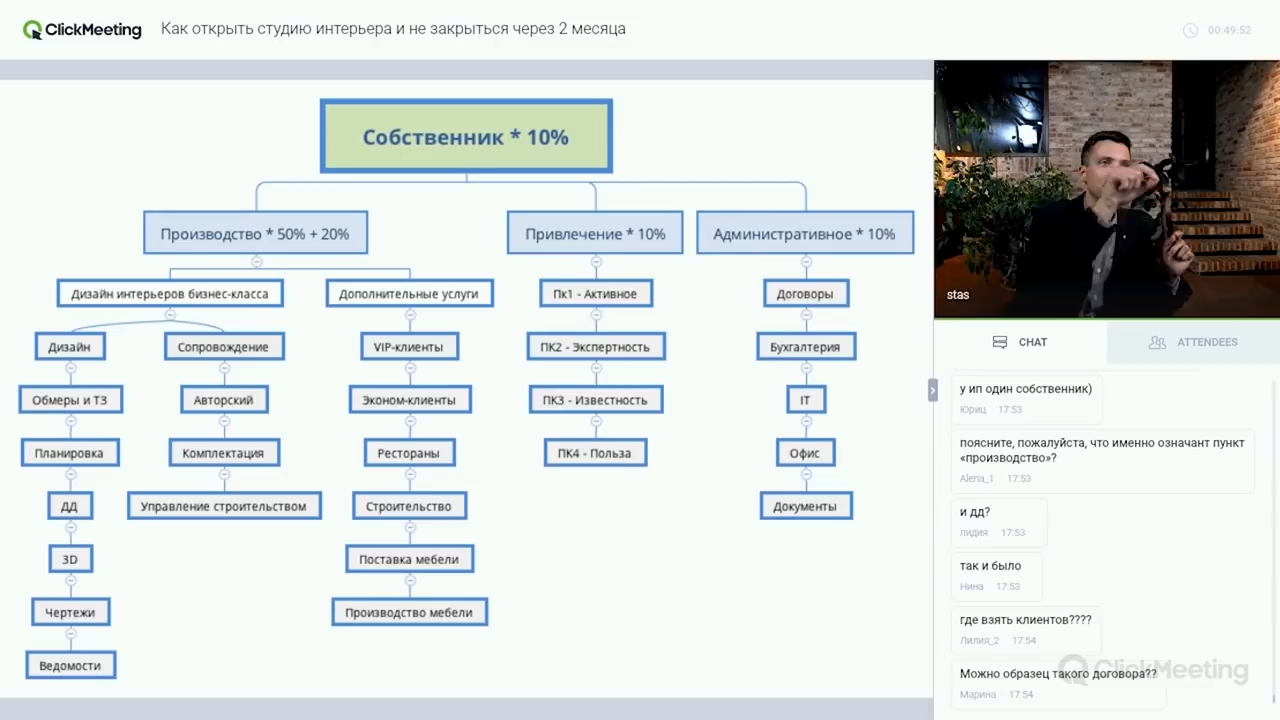 ClickMeeting
Как открыть студию интерьера и не закрыться через 2 месяца
00:49:52
Собственник * 10%
Производство * 50% + 20%
Привлечение * 10%
Административное * 10%
Дизайн интерьеров бизнес-класса
Дополнительные услуги
Пк1 - Активное
Договоры
Дизайн
Сопровождение
VIP-клиенты
ПК2 - Экспертность
Бухгалтерия
Обмеры и ТЗ
Авторский
Эконом-клиенты
ПК3 - Известность
IT
Планировка
Комплектация
Рестораны
ПК4 - Польза
Офис
ДД
Управление строительством
Строительство
Документы
3D
Поставка мебели
Чертежи
Производство мебели
Ведомости
stas
CHAT
ATTENDEES
у ип один собственник)
Юриц 17:53
поясните, пожалуйста, что именно означант пункт
«производство»?
Alena_1 17:53
и дд?
лидия 17:53
так и было
Нина 17:53
где взять клиентов????
Лилия_2 17:54
Можно образец такого договора??
Марина 17:54
ClickMeeting